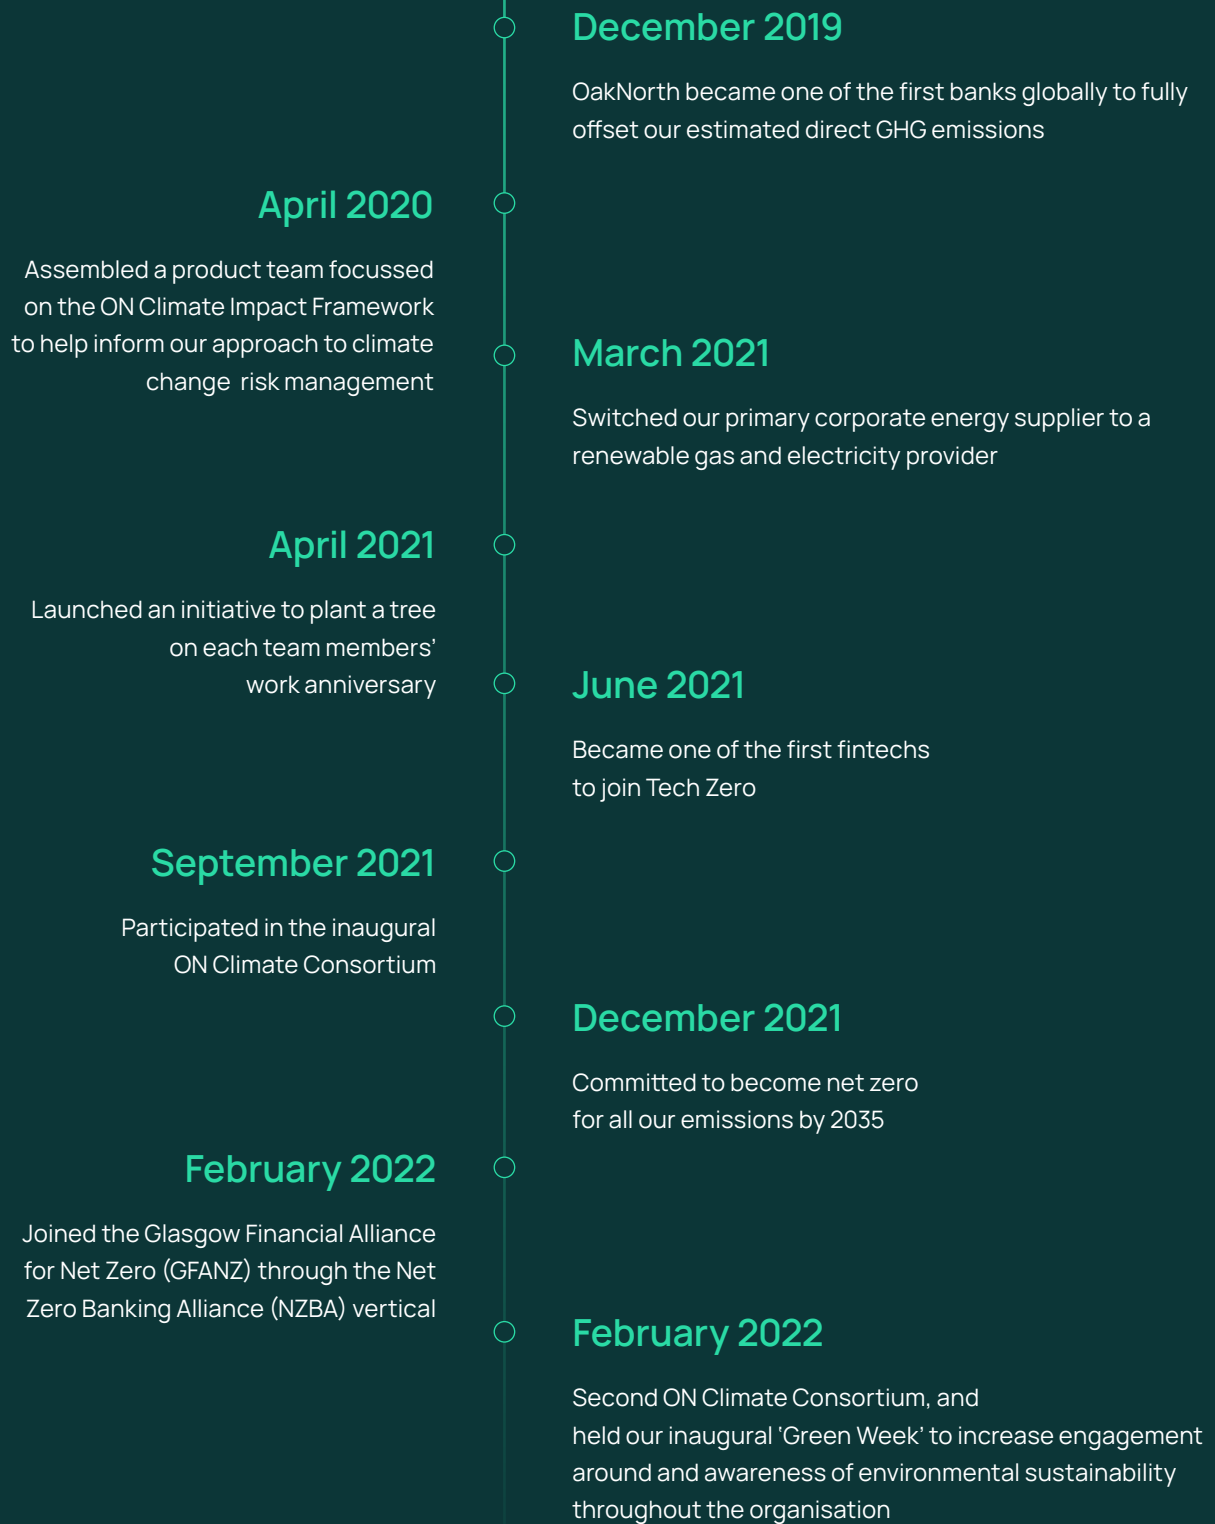 December 2019
OakNorth became one of the first banks globally to fully
offset our estimated direct GHG emissions
April 2020
Assembled a product team focussed
on the ON Climate Impact Framework
to help inform our approach to climate
change  risk management
March 2021
Switched our primary corporate energy supplier to a
renewable gas and electricity provider
April 2021
Launched an initiative to plant a tree
on each team members’
work anniversary
June 2021
Became one of the first fintechs
to join Tech Zero
September 2021
Participated in the inaugural
ON Climate Consortium
December 2021
Committed to become net zero
for all our emissions by 2035
February 2022
Joined the Glasgow Financial Alliance
for Net Zero (GFANZ) through the Net
Zero Banking Alliance (NZBA) vertical
February 2022
Second ON Climate Consortium, and
held our inaugural ‘Green Week’ to increase engagement
around and awareness of environmental sustainability
throughout the organisation